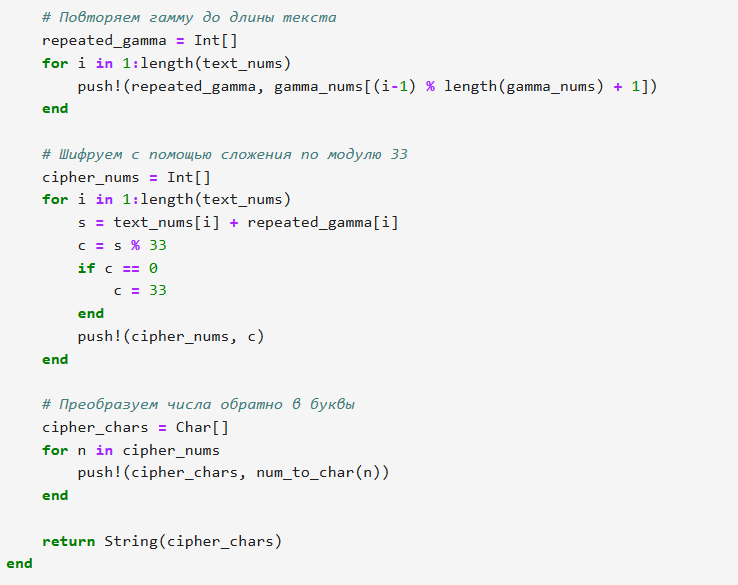 # Повторяем гамму до длины текста
repeated_gamma = Int[]
for i in 1:length(text_nums)
    push!(repeated_gamma, gamma_nums[(i-1) % length(gamma_nums) + 1])
end

# Шифруем с помощью сложения по модулю 33
cipher_nums = Int[]
for i in 1:length(text_nums)
    s = text_nums[i] + repeated_gamma[i]
    c = s % 33
    if c == 0
        c = 33
    end
    push!(cipher_nums, c)
end

# Преобразуем числа обратно в буквы
cipher_chars = Char[]
for n in cipher_nums
    push!(cipher_chars, num_to_char(n))
end

return String(cipher_chars)
end